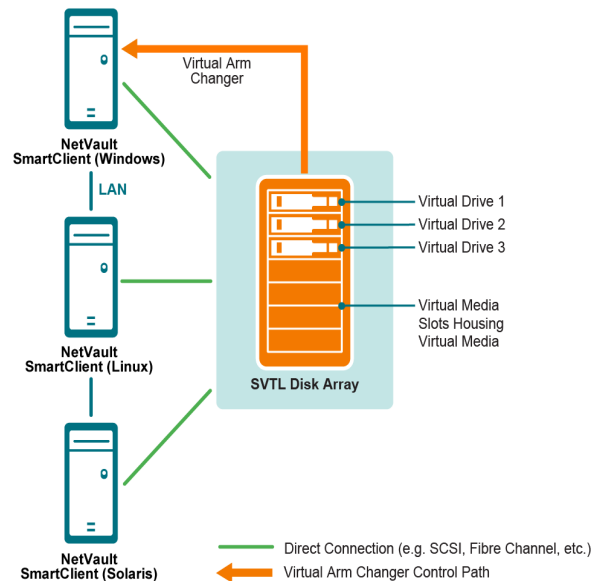 Virtual Arm
Changer
NetVault
SmartClient (Windows)
LAN
Virtual Drive 1
Virtual Drive 2
Virtual Drive 3
Virtual Media
Slots Housing
Virtual Media
NetVault
SmartClient (Linux)
SVTL Disk Array
NetVault
SmartClient (Solaris)
Direct Connection (e.g. SCSI, Fibre Channel, etc.)
Virtual Arm Changer Control Path